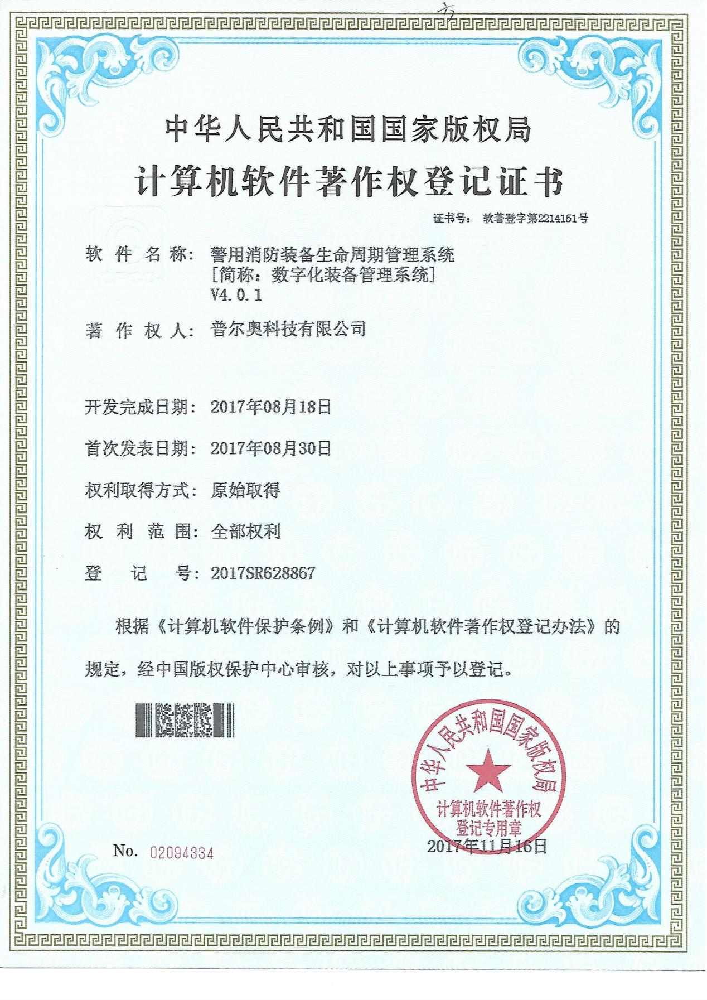 中华人民共和国国家版权局
计算机软件著作权登记证书
证书号： 软著登字第2214151号
软件名称： 警用消防装备生命周期管理系统
[简称：数字化装备管理系统]
V4.0.1
著作权人： 普尔奥科技有限公司
开发完成日期： 2017年08月18日
首次发表日期： 2017年08月30日
权利取得方式： 原始取得
权利范围： 全部权利
登记号： 2017SR628867
根据《计算机软件保护条例》和《计算机软件著作权登记办法》的
规定，经中国版权保护中心审核，对以上事项予以登记。
中华人民共和国国家版权局
计算机软件著作权
登记专用章
No. 02094334
2017年11月16日